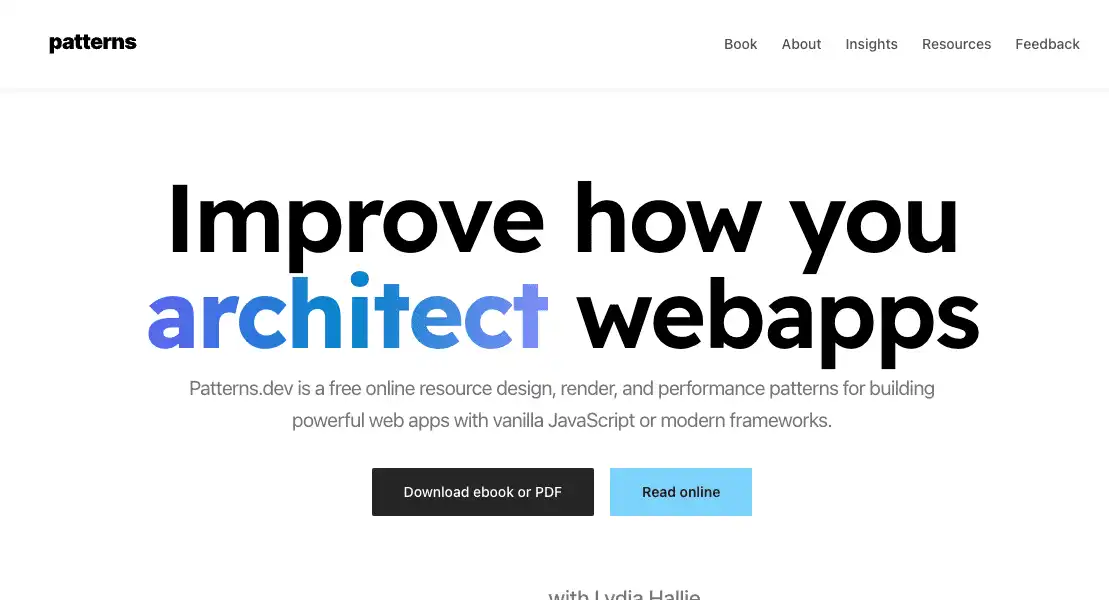 patterns
Book About Insights Resources Feedback
Improve how you
architect webapps
Patterns.dev is a free online resource design, render, and performance patterns for building
powerful web apps with vanilla JavaScript or modern frameworks.
Download ebook or PDF
Read online
with Lydia Hallie